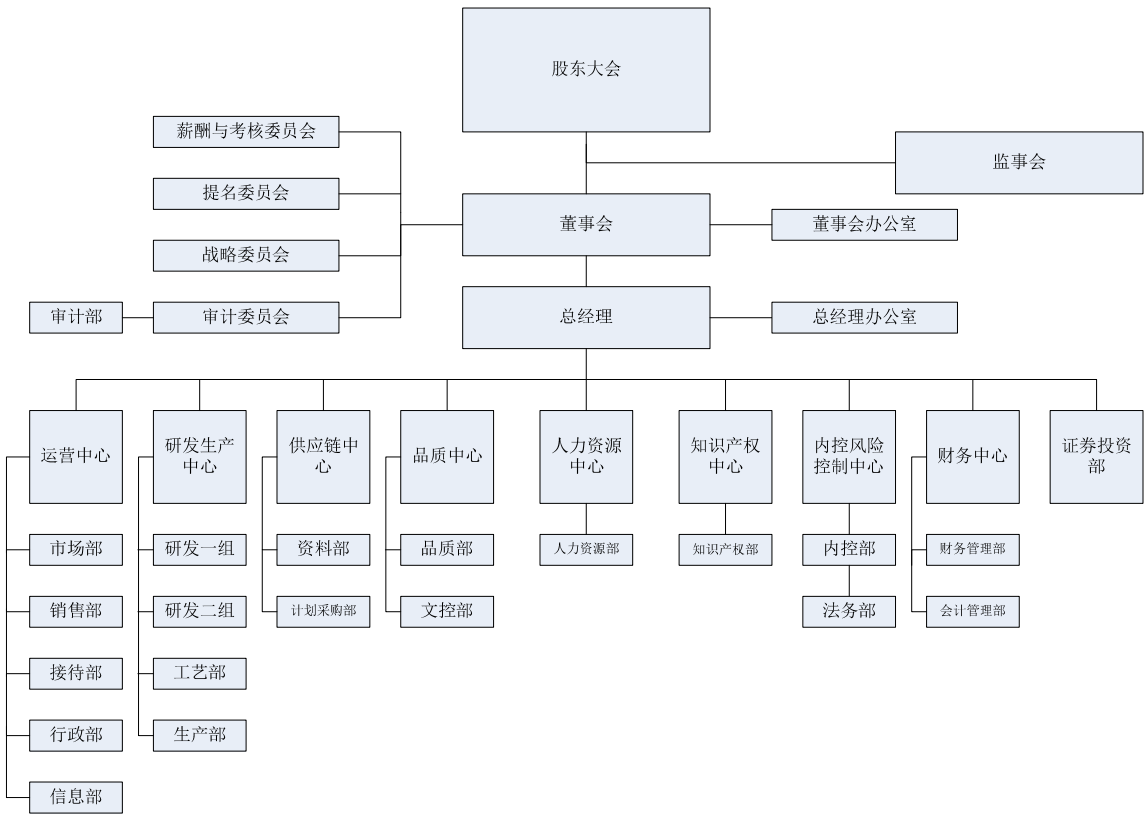 股东大会
薪酬与考核委员会
监事会
提名委员会
董事会
董事会办公室
战略委员会
审计部
审计委员会
总经理
总经理办公室
运营中心
研发生产
中心
供应链中
心
品质中心
人力资源
中心
知识产权
中心
内控风险
控制中心
财务中心
证券投资
部
市场部
研发一组
资料部
品质部
人力资源部
知识产权部
内控部
财务管理部
销售部
研发二组
计划采购部
文控部
法务部
会计管理部
接待部
工艺部
行政部
生产部
信息部